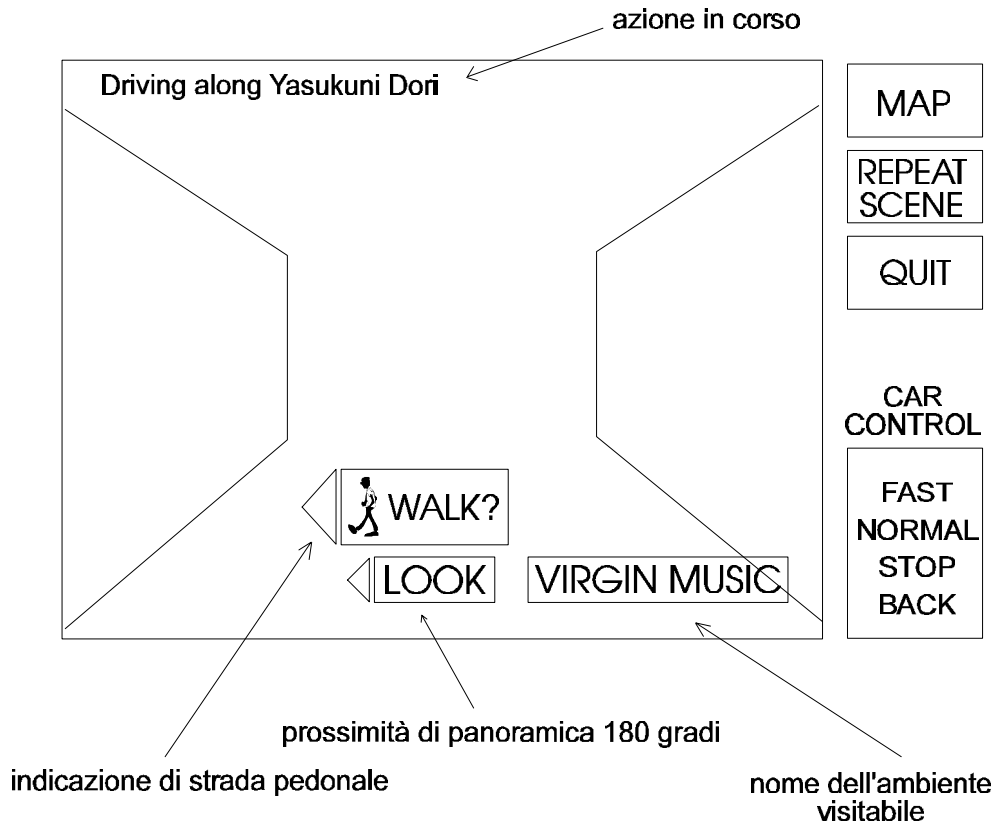 azione in corso
Driving along Yasukuni Dori
MAP
REPEAT
SCENE
QUIT
CAR
CONTROL
FAST
NORMAL
STOP
BACK
WALK?
LOOK
VIRGIN MUSIC
prossimità di panoramica 180 gradi
indicazione di strada pedonale
nome dell'ambiente
visitabile